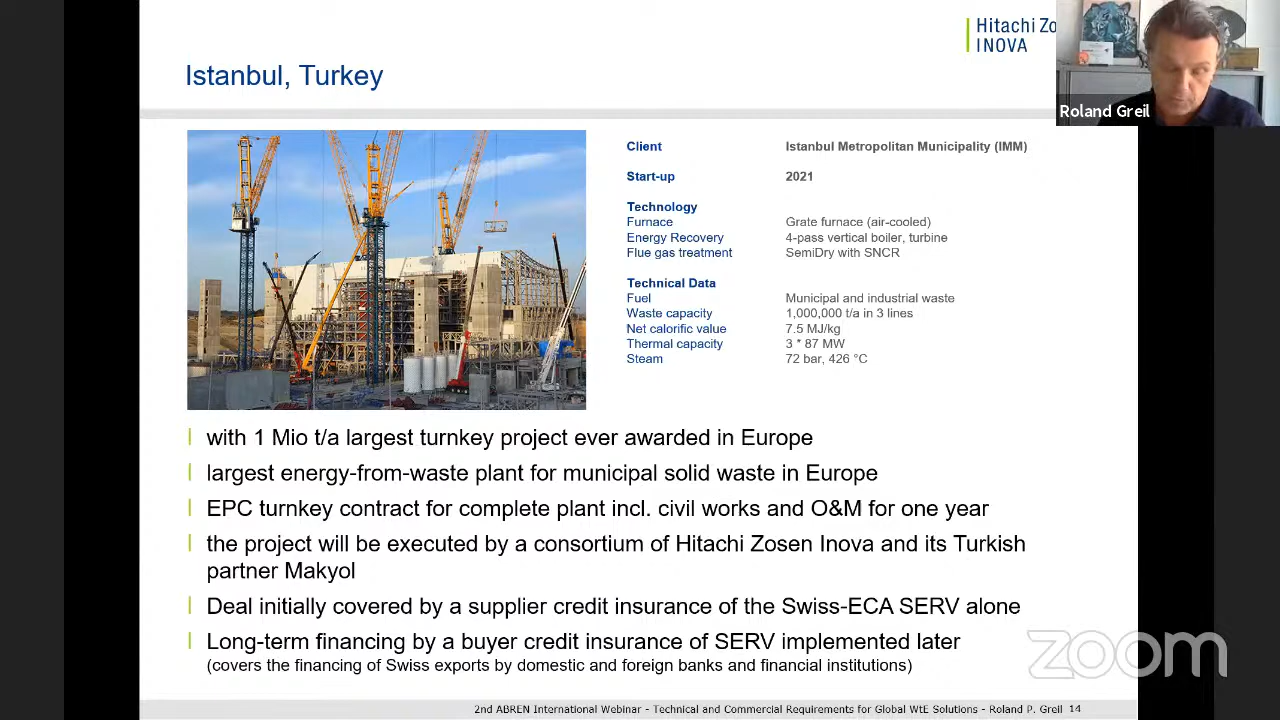 Hitachi Zo
INOVA
Istanbul, Turkey
Roland Greil
Client Istanbul Metropolitan Municipality (IMM)
Start-up 2021
Technology
Furnace Grate furnace (air-cooled)
Energy Recovery 4-pass vertical boiler, turbine
Flue gas treatment SemiDry with SNCR
Technical Data
Fuel Municipal and industrial waste
Waste capacity 1,000,000 t/a in 3 lines
Net calorific value 7.5 MJ/kg
Thermal capacity 3 * 87 MW
Steam 72 bar, 426 °C
with 1 Mio t/a largest turnkey project ever awarded in Europe
largest energy-from-waste plant for municipal solid waste in Europe
EPC turnkey contract for complete plant incl. civil works and O&M for one year
the project will be executed by a consortium of Hitachi Zosen Inova and its Turkish
partner Makyol
Deal initially covered by a supplier credit insurance of the Swiss-ECA SERV alone
Long-term financing by a buyer credit insurance of SERV implemented later
(covers the financing of Swiss exports by domestic and foreign banks and financial institutions)
zoom
2nd ABREN International Webinar - Technical and Commercial Requirements for Global WtE Solutions - Roland P. Greil 14